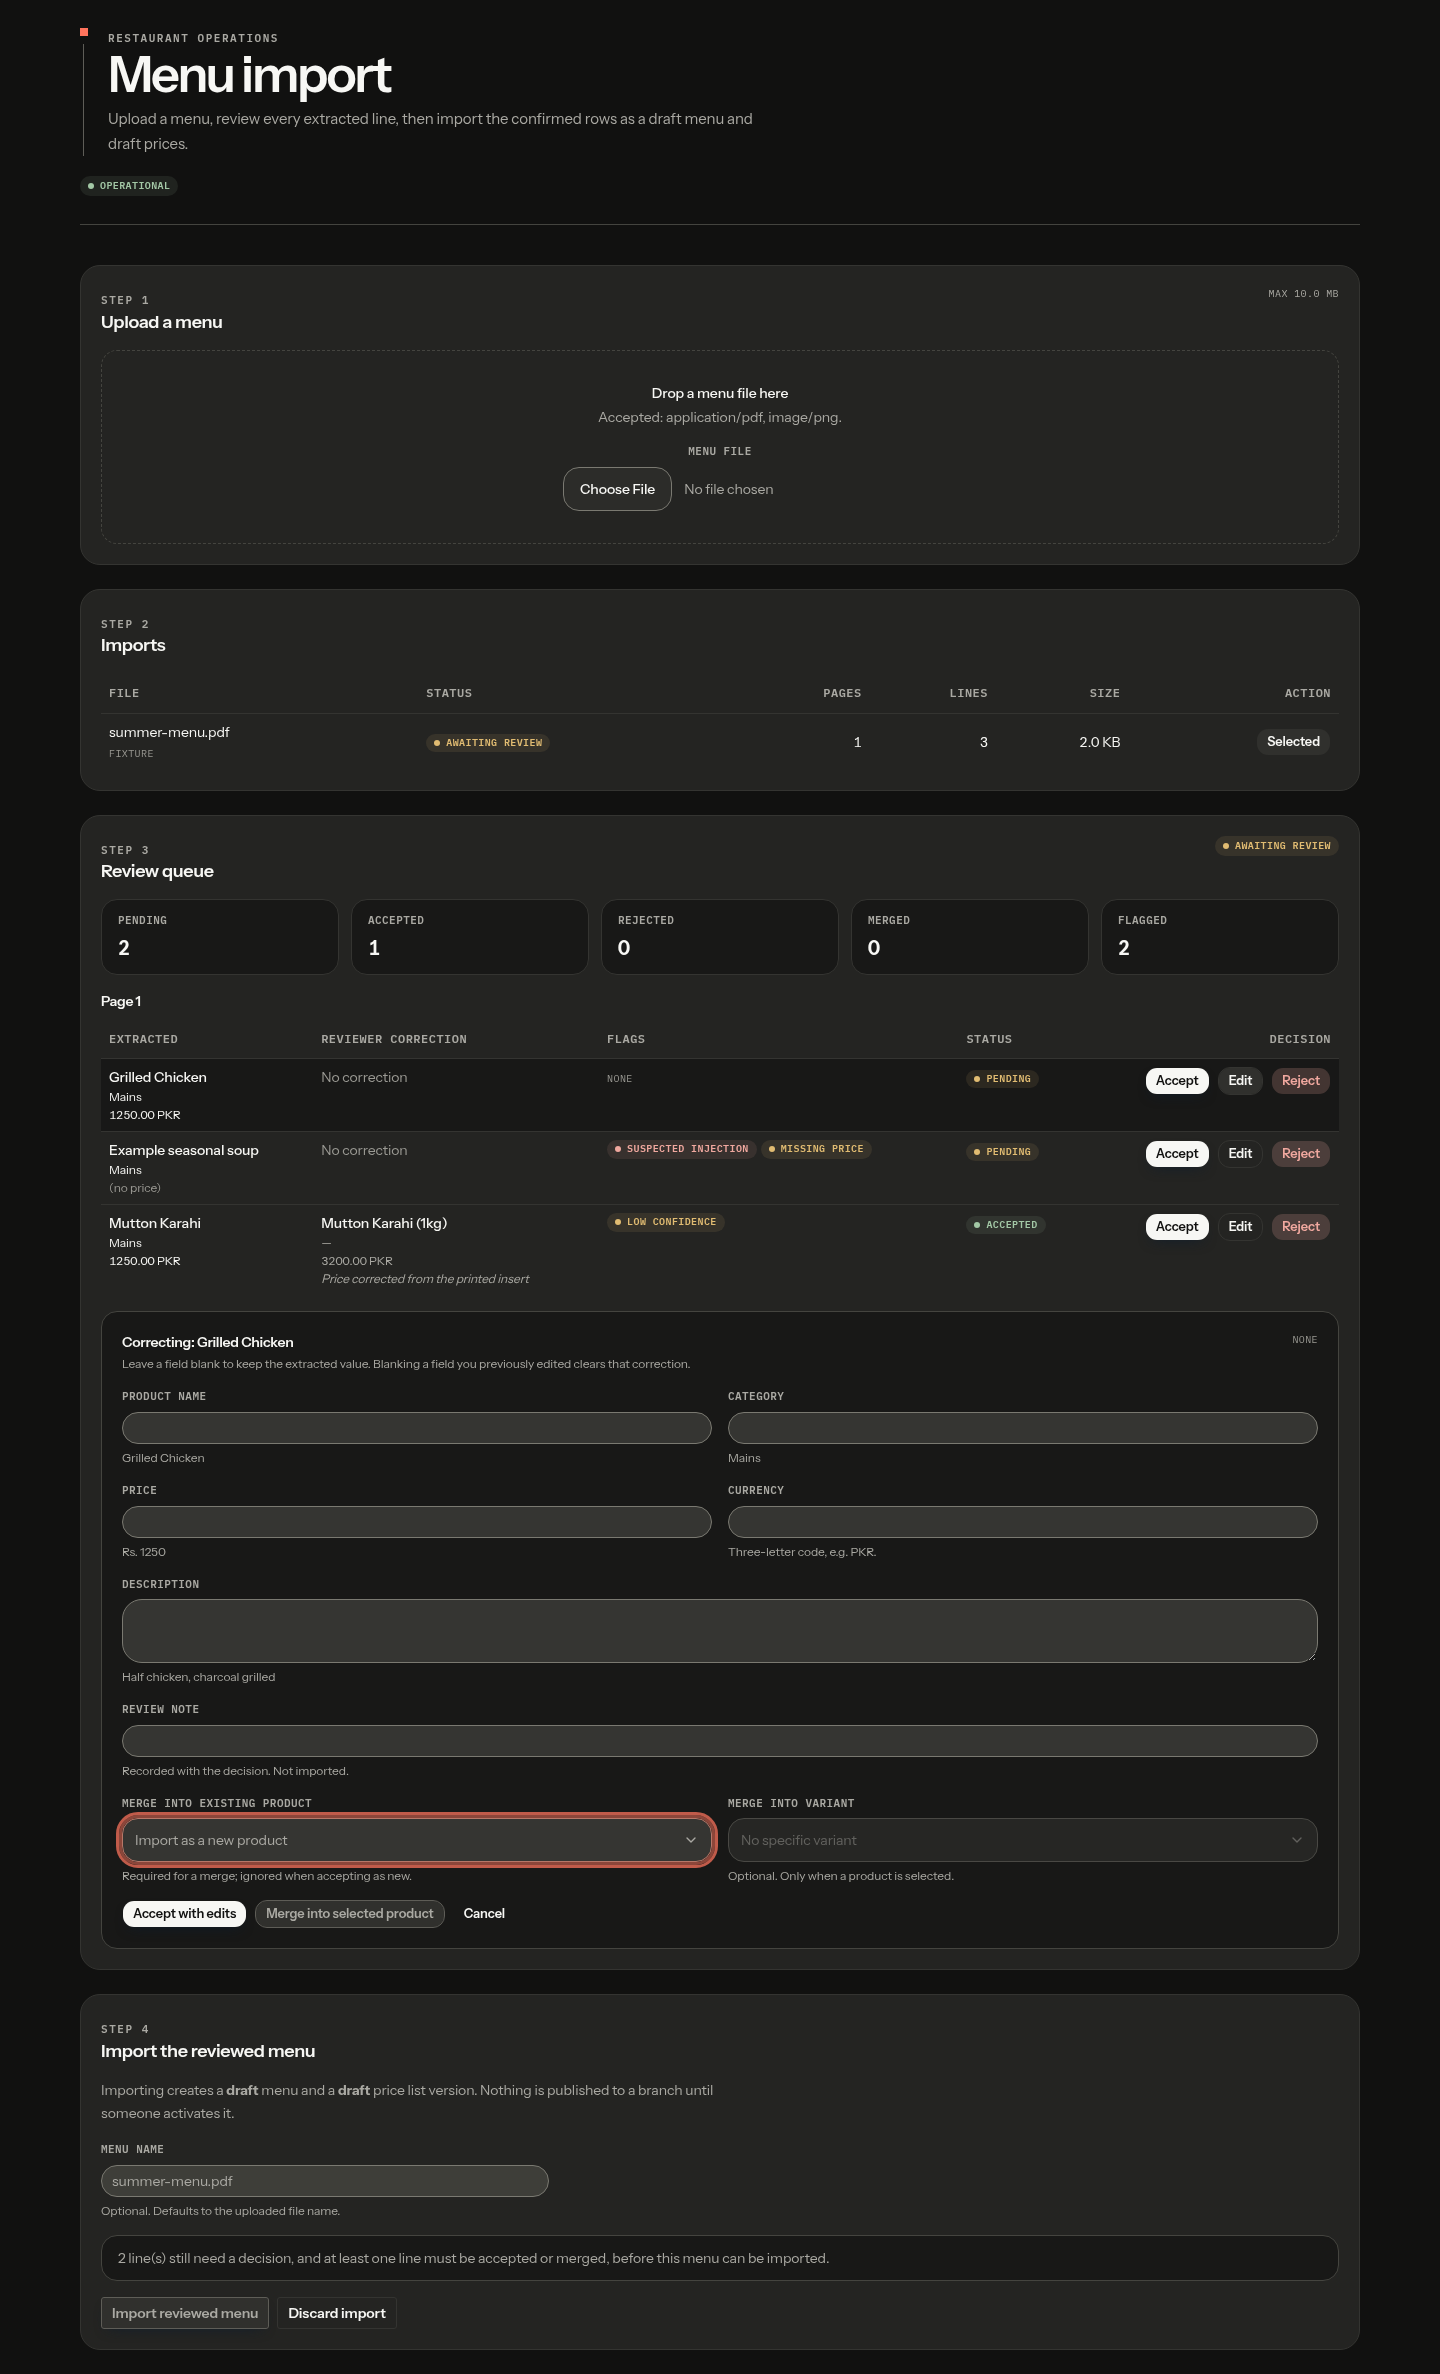 RESTAURANT OPERATIONS
Menu import
Upload a menu, review every extracted line, then import the confirmed rows as a draft menu and
draft prices.
OPERATIONAL
STEP 1
MAX 10.0 MB
Upload a menu
Drop a menu file here
Accepted: application/pdf, image/png.
MENU FILE
Choose File No file chosen
STEP 2
Imports
FILE STATUS PAGES LINES SIZE ACTION
summer-menu.pdf
FIXTURE
AWAITING REVIEW 1 3 2.0 KB Selected
STEP 3
AWAITING REVIEW
Review queue
PENDING ACCEPTED REJECTED MERGED FLAGGED
2 1 0 0 2
Page 1
EXTRACTED REVIEWER CORRECTION FLAGS STATUS DECISION
Grilled Chicken No correction NONE PENDING Accept Edit Reject
Mains
1250.00 PKR
Example seasonal soup No correction SUSPECTED INJECTION MISSING PRICE PENDING Accept Edit Reject
Mains
(no price)
Mutton Karahi Mutton Karahi (1kg) LOW CONFIDENCE ACCEPTED Accept Edit Reject
Mains —
1250.00 PKR 3200.00 PKR
Price corrected from the printed insert
Correcting: Grilled Chicken NONE
Leave a field blank to keep the extracted value. Blanking a field you previously edited clears that correction.
PRODUCT NAME CATEGORY
Grilled Chicken Mains
PRICE CURRENCY
Rs. 1250 Three-letter code, e.g. PKR.
DESCRIPTION
Half chicken, charcoal grilled
REVIEW NOTE
Recorded with the decision. Not imported.
MERGE INTO EXISTING PRODUCT MERGE INTO VARIANT
Import as a new product No specific variant
Required for a merge; ignored when accepting as new. Optional. Only when a product is selected.
Accept with edits Merge into selected product Cancel
STEP 4
Import the reviewed menu
Importing creates a draft menu and a draft price list version. Nothing is published to a branch until
someone activates it.
MENU NAME
summer-menu.pdf
Optional. Defaults to the uploaded file name.
2 line(s) still need a decision, and at least one line must be accepted or merged, before this menu can be imported.
Import reviewed menu Discard import